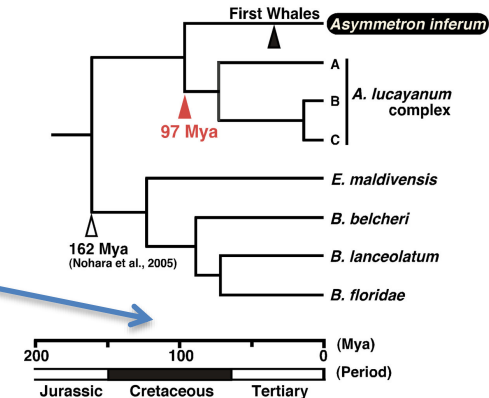 First Whales
Asymmetron inferum
A
B
C
A. lucayanum
complex
97 Mya
E. maldivensis
B. belcheri
162 Mya
(Nohara et al., 2005)
B. lanceolatum
B. floridae
200
100
0
(Mya)
(Period)
Jurassic
Cretaceous
Tertiary